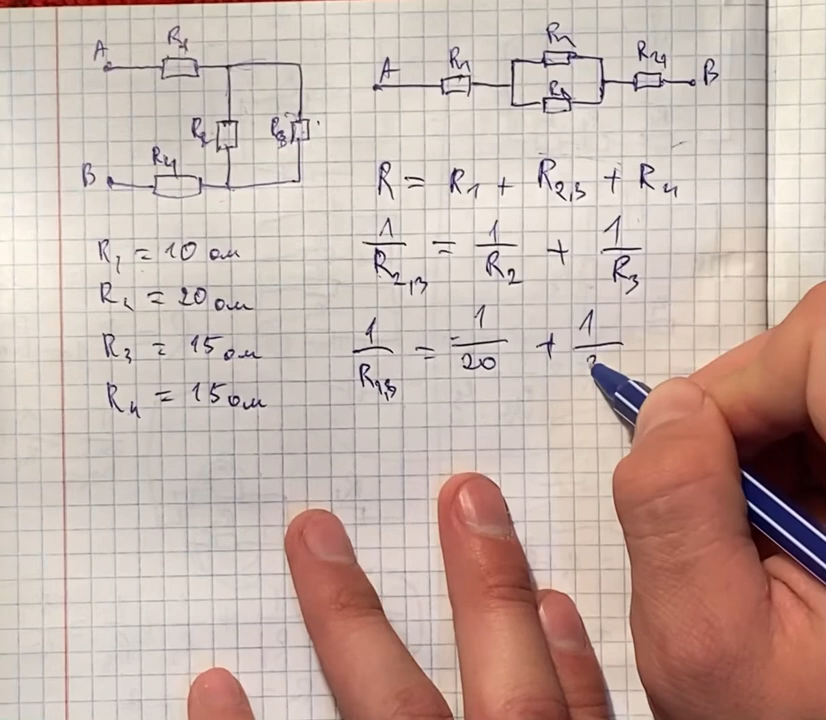 A R₁
R₂ R₃
B R₄
A R₁ R₂ R₄ B
R = R₁ + R₂,₃ + R₄
1/R₂,₃ = 1/R₂ + 1/R₃
1/R₂,₃ = 1/20 + 1/
R₁ = 10 ом
R₂ = 20 ом
R₃ = 15 ом
R₄ = 15 ом